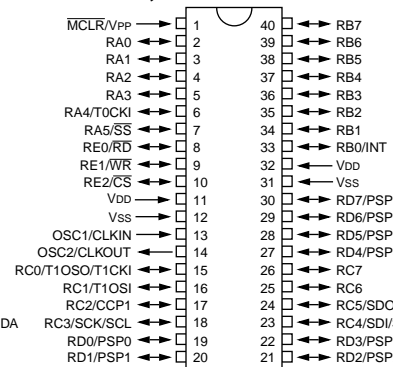 MCLR/VPP 1 40 RB7
RA0 2 39 RB6
RA1 3 38 RB5
RA2 4 37 RB4
RA3 5 36 RB3
RA4/T0CKI 6 35 RB2
RA5/SS 7 34 RB1
RE0/RD 8 33 RB0/INT
RE1/WR 9 32 VDD
RE2/CS 10 31 VSS
VDD 11 30 RD7/PSP
VSS 12 29 RD6/PSP
OSC1/CLKIN 13 28 RD5/PSP
OSC2/CLKOUT 14 27 RD4/PSP
RC0/T1OSO/T1CKI 15 26 RC7
RC1/T1OSI 16 25 RC6
RC2/CCP1 17 24 RC5/SDO
DA RC3/SCK/SCL 18 23 RC4/SDI/
RD0/PSP0 19 22 RD3/PSP
RD1/PSP1 20 21 RD2/PSP